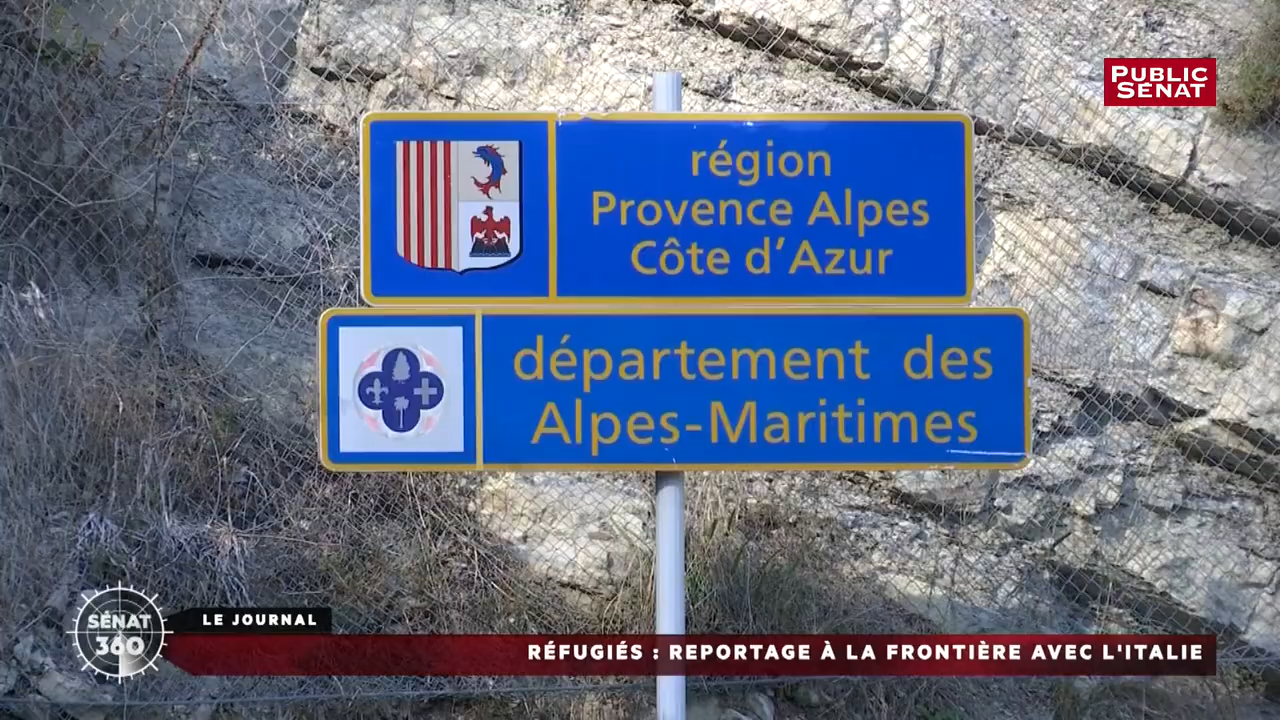 PUBLIC
SÉNAT
région
Provence Alpes
Côte d'Azur
département des
Alpes-Maritimes
SÉNAT
360
LE JOURNAL
RÉFUGIÉS : REPORTAGE À LA FRONTIÈRE AVEC L'ITALIE